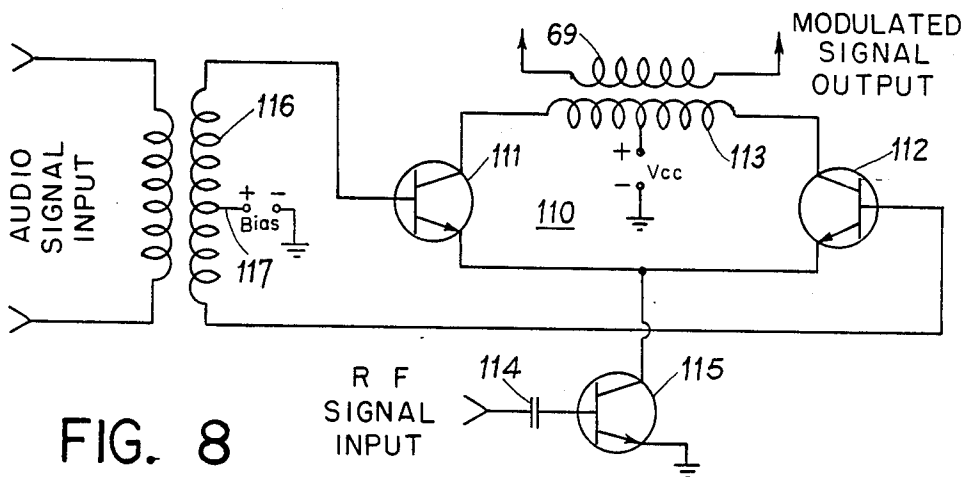 69
MODULATED
SIGNAL
OUTPUT
116
111
113
112
+
Vcc
-
110
AUDIO
SIGNAL
INPUT
+ -
Bias
117
114
115
R F
SIGNAL
INPUT
FIG. 8